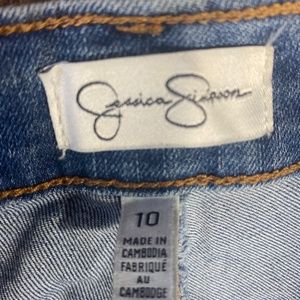 Jessica Simpson
10
MADE IN
CAMBODIA
FABRIQUÉ
AU
CAMBODGE